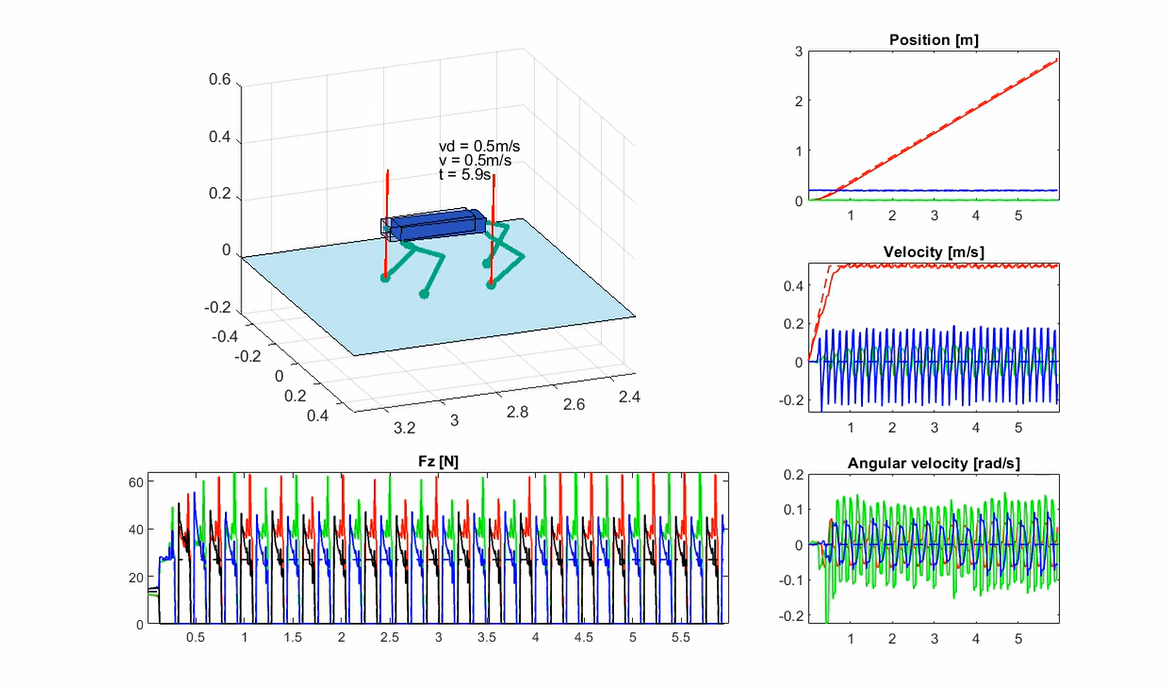 0.6
0.4
0.2
0
-0.2
-0.4
-0.2
0
0.2
0.4
3.2
3
2.8
2.6
2.4
vd = 0.5m/s
v = 0.5m/s
t = 5.9s
Position [m]
3
2
1
0
1 2 3 4 5
Velocity [m/s]
0.4
0.2
0
-0.2
1 2 3 4 5
Fz [N]
60
40
20
0
0.5 1 1.5 2 2.5 3 3.5 4 4.5 5 5.5
Angular velocity [rad/s]
0.2
0.1
0
-0.1
-0.2
1 2 3 4 5